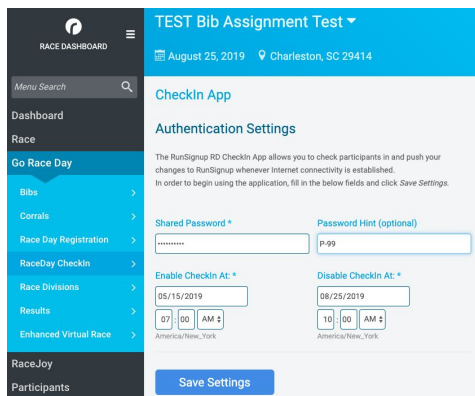 TEST Bib Assignment Test
RACE DASHBOARD
August 25, 2019 Charleston, SC 29414
Menu Search
Dashboard
Race
Go Race Day
Bibs
Corrals
Race Day Registration
RaceDay CheckIn
Race Divisions
Results
Enhanced Virtual Race
RaceJoy
Participants
CheckIn App
Authentication Settings
The RunSignup RD CheckIn App allows you to check participants in and push your
changes to RunSignup whenever Internet connectivity is established.
In order to begin using the application, fill in the below fields and click Save Settings.
Shared Password * Password Hint (optional)
•••••••••• P-99
Enable CheckIn At: * Disable CheckIn At: *
05/15/2019 08/25/2019
07 : 00 AM 10 : 00 AM
America/New_York America/New_York
Save Settings